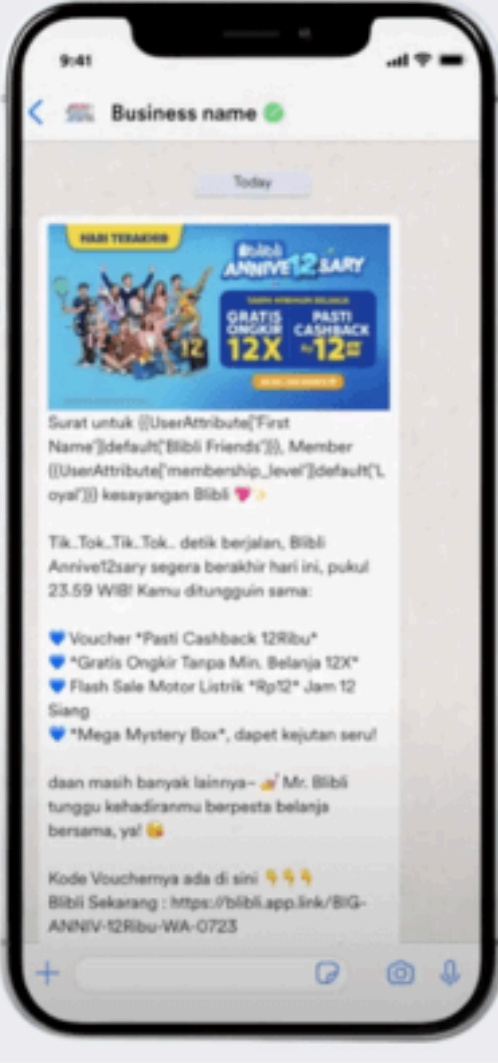 9:41
Business name
Today
HARI TERAKHIR
Blibli
ANNIVE12SARY
GRATIS ONGKIR 12X
PASTI CASHBACK Rp12
12
Surat untuk {{UserAttribute['First
Name']|default('Blibli Friends')}}, Member
{{UserAttribute['membership_level']|default('L
oyal')}} kesayangan Blibli 💖✨
Tik..Tok..Tik..Tok.. detik berjalan, Blibli
Annive12sary segera berakhir hari ini, pukul
23.59 WIB! Kamu ditungguin sama:
💙 Voucher *Pasti Cashback 12Ribu*
💙 *Gratis Ongkir Tanpa Min. Belanja 12X*
💙 Flash Sale Motor Listrik *Rp12* Jam 12
Siang
💙 *Mega Mystery Box*, dapet kejutan seru!
daan masih banyak lainnya~ 💅 Mr. Blibli
tunggu kehadiranmu berpesta belanja
bersama, ya! 😘
Kode Vouchernya ada di sini 👇👇👇
Blibli Sekarang : https://blibli.app.link/BIG-
ANNIV-12Ribu-WA-0723